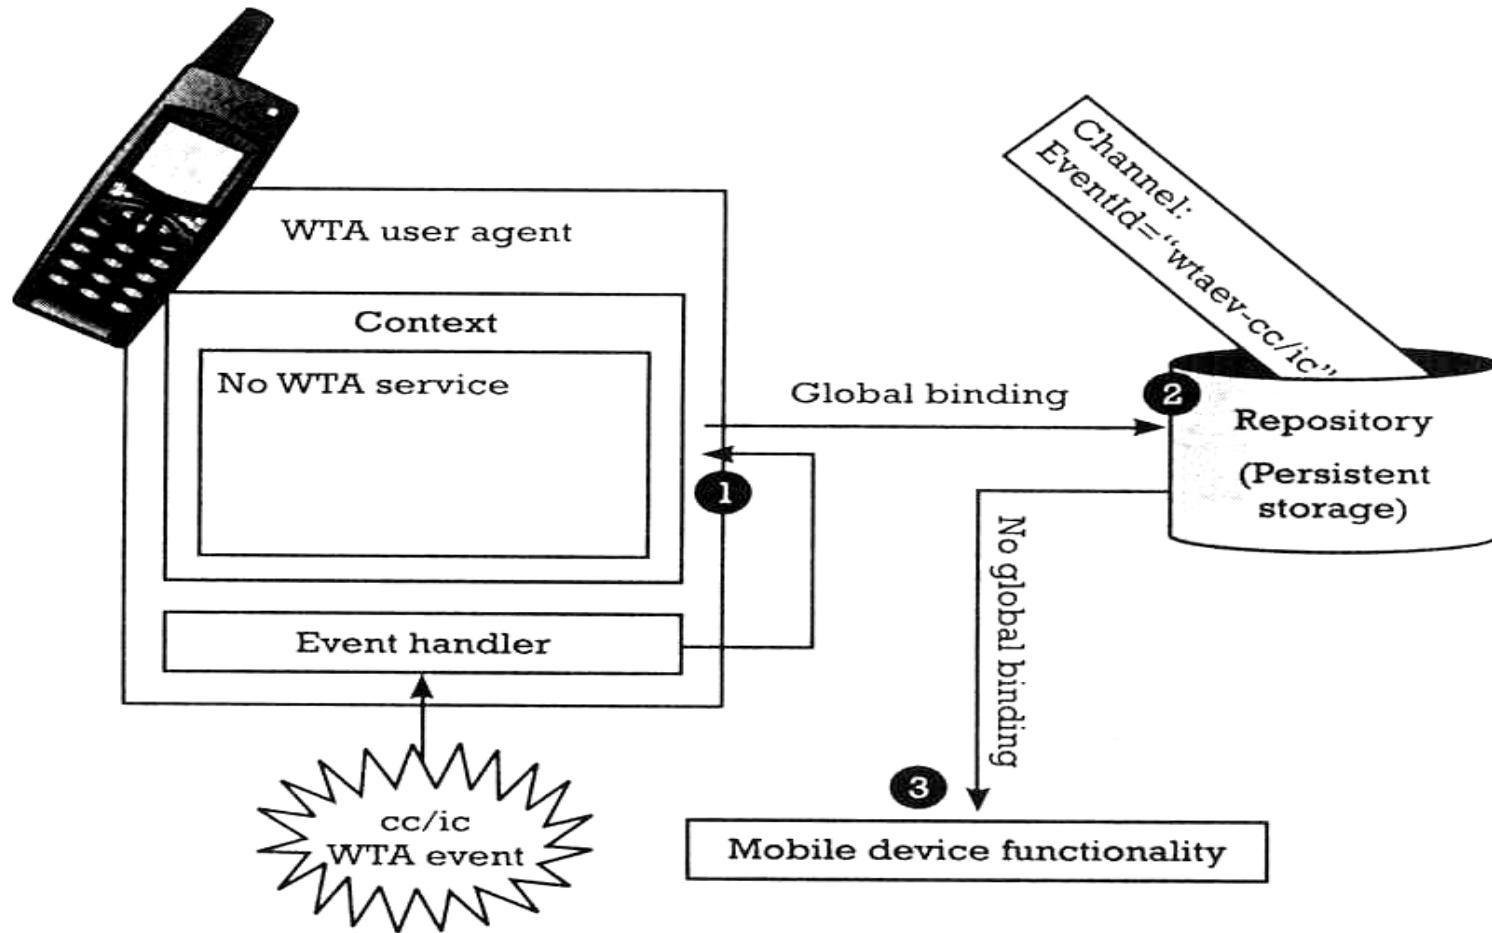 WTA user agent
Context
No WTA service
Event handler
cc/ic
WTA event
1
Global binding
2
Channel:
EventId="wtaev-cc/ic"
Repository
(Persistent
storage)
No global binding
3
Mobile device functionality